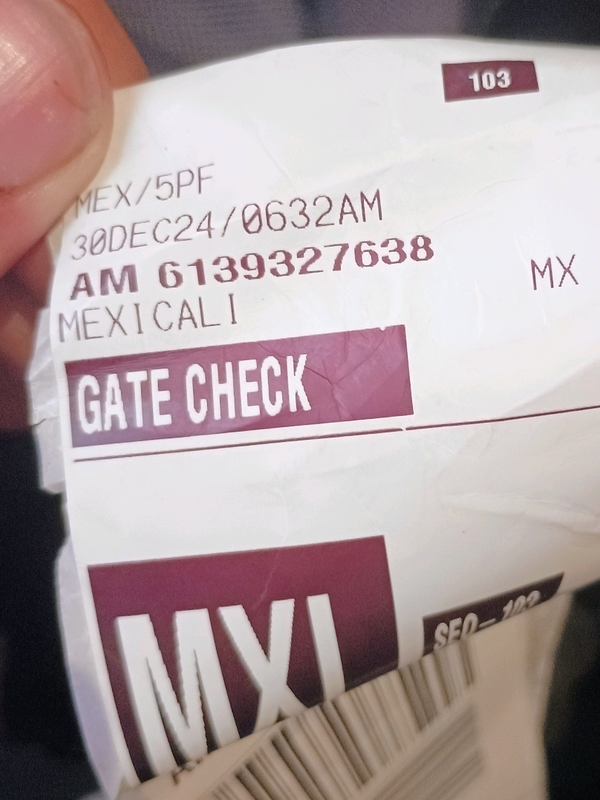 103
MEX/5PF
30DEC24/0632AM
AM 6139327638
MX
MEXICALI
GATE CHECK
MXL